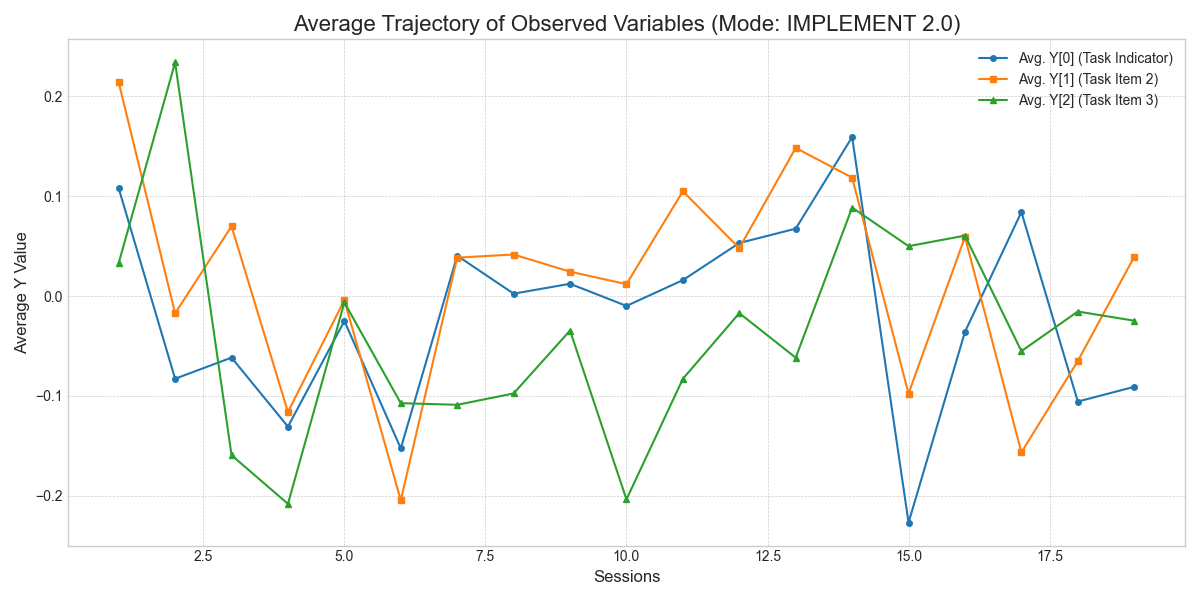 Average Trajectory of Observed Variables (Mode: IMPLEMENT 2.0)
Avg. Y[0] (Task Indicator)
Avg. Y[1] (Task Item 2)
Avg. Y[2] (Task Item 3)
Average Y Value
0.2
0.1
0.0
−0.1
−0.2
2.5 5.0 7.5 10.0 12.5 15.0 17.5
Sessions